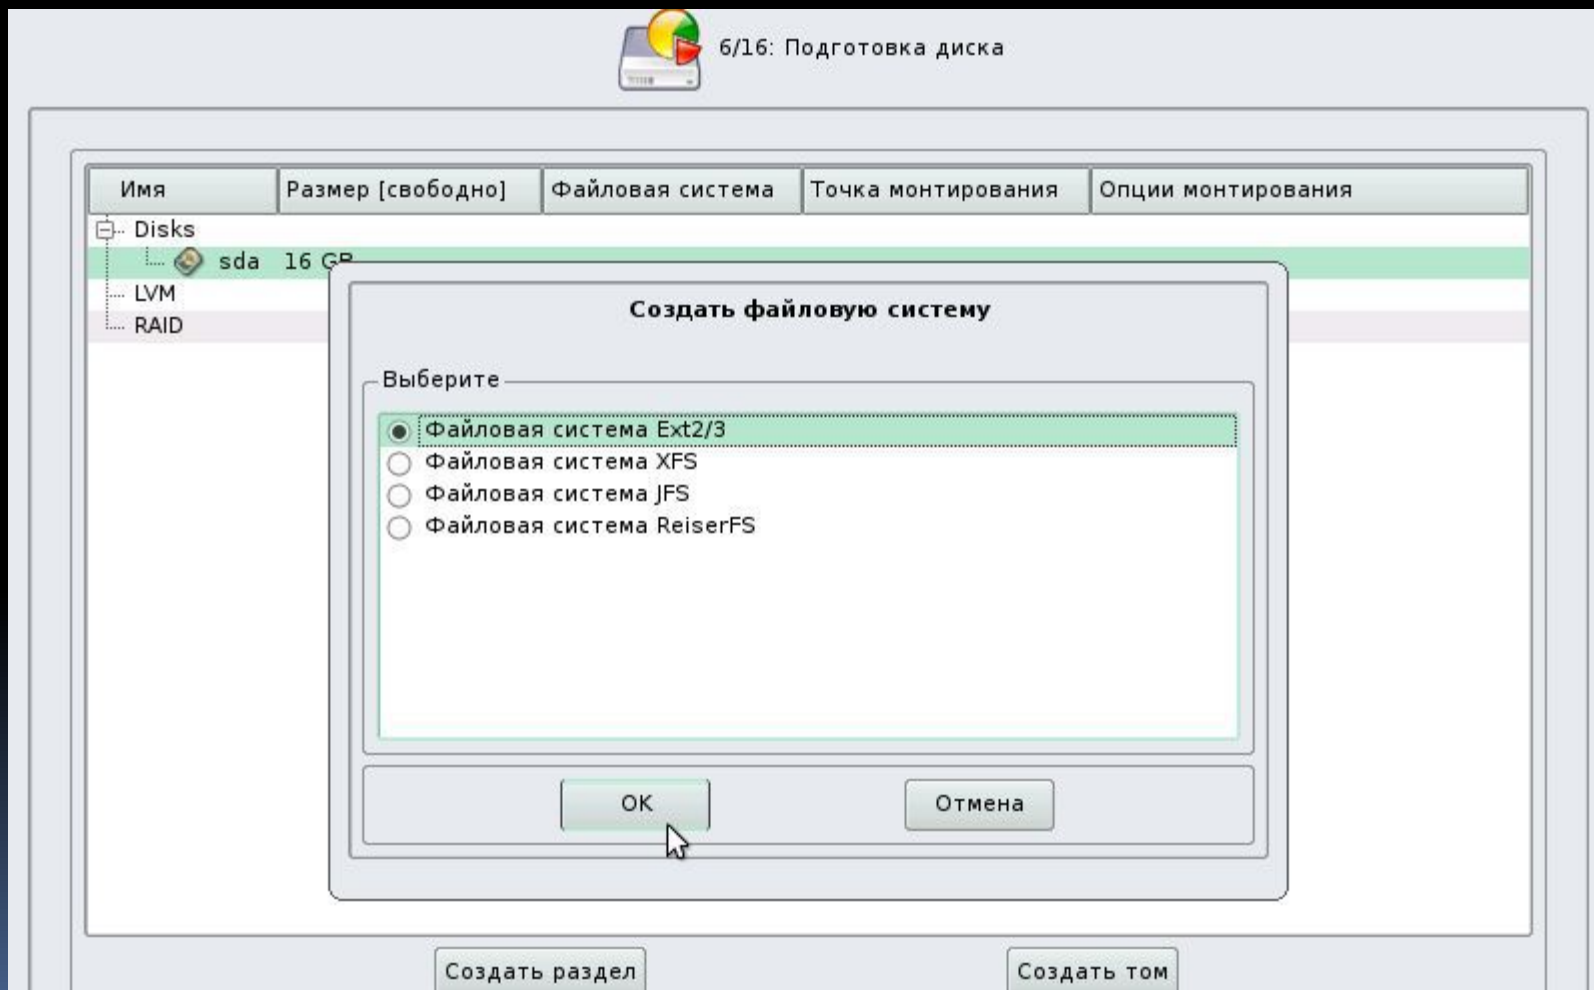 6/16: Подготовка диска
Имя Размер [свободно] Файловая система Точка монтирования Опции монтирования
Disks
sda 16 GB
LVM
RAID
Создать файловую систему
Выберите
Файловая система Ext2/3
Файловая система XFS
Файловая система JFS
Файловая система ReiserFS
OK Отмена
Создать раздел Создать том